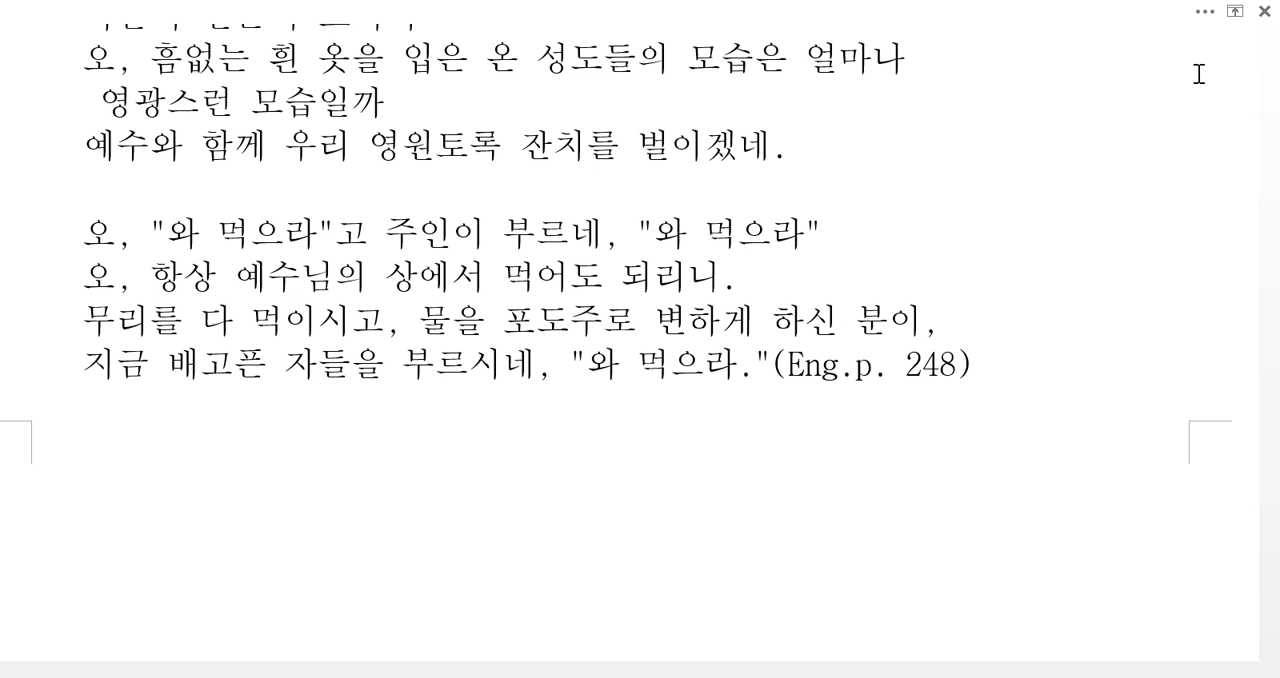 오, 흠없는 흰 옷을 입은 온 성도들의 모습은 얼마나
영광스런 모습일까
예수와 함께 우리 영원토록 잔치를 벌이겠네.
오, "와 먹으라"고 주인이 부르네, "와 먹으라"
오, 항상 예수님의 상에서 먹어도 되리니.
무리를 다 먹이시고, 물을 포도주로 변하게 하신 분이,
지금 배고픈 자들을 부르시네, "와 먹으라."(Eng.p. 248)